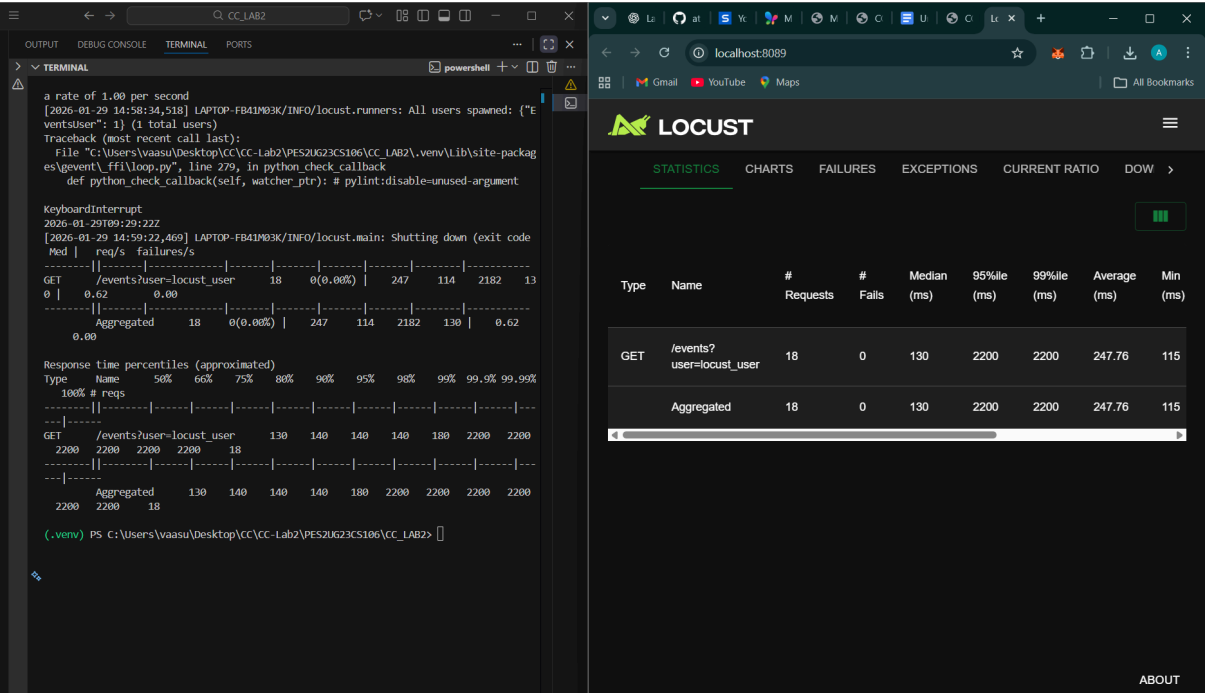 CC_LAB2
OUTPUT DEBUG CONSOLE TERMINAL PORTS
TERMINAL
powershell
a rate of 1.00 per second
[2026-01-29 14:58:34,518] LAPTOP-FB41M03K/INFO/locust.runners: All users spawned: {"E
ventsUser": 1} (1 total users)
Traceback (most recent call last):
File "C:\Users\vaasu\Desktop\CC\CC-Lab2\PES2UG23CS106\CC_LAB2\.venv\Lib\site-packag
es\gevent\_ffi\loop.py", line 279, in python_check_callback
def python_check_callback(self, watcher_ptr): # pylint:disable=unused-argument
KeyboardInterrupt
2026-01-29T09:29:22Z
[2026-01-29 14:59:22,469] LAPTOP-FB41M03K/INFO/locust.main: Shutting down (exit code
Med | req/s failures/s
--------||-------|-------------|-------|-------|-------|-------|--------|-----------
GET /events?user=locust_user 18 0(0.00%) | 247 114 2182 13
0 | 0.62 0.00
--------||-------|-------------|-------|-------|-------|-------|--------|-----------
Aggregated 18 0(0.00%) | 247 114 2182 130 | 0.62
0.00
Response time percentiles (approximated)
Type Name 50% 66% 75% 80% 90% 95% 98% 99% 99.9% 99.99%
100% # reqs
--------||--------|------|------|------|------|------|------|------|------|------|---
---|------
GET /events?user=locust_user 130 140 140 140 180 2200 2200
2200 2200 2200 2200 18
--------||--------|------|------|------|------|------|------|------|------|------|---
---|------
Aggregated 130 140 140 140 180 2200 2200 2200 2200
2200 2200 18
(.venv) PS C:\Users\vaasu\Desktop\CC\CC-Lab2\PES2UG23CS106\CC_LAB2>
localhost:8089
Gmail YouTube Maps All Bookmarks
LOCUST
STATISTICS CHARTS FAILURES EXCEPTIONS CURRENT RATIO DOW
Type Name # Requests # Fails Median (ms) 95%ile (ms) 99%ile (ms) Average (ms) Min (ms)
GET /events?user=locust_user 18 0 130 2200 2200 247.76 115
Aggregated 18 0 130 2200 2200 247.76 115
ABOUT